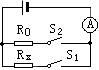 A
R₀ S₂
Rₓ S₁